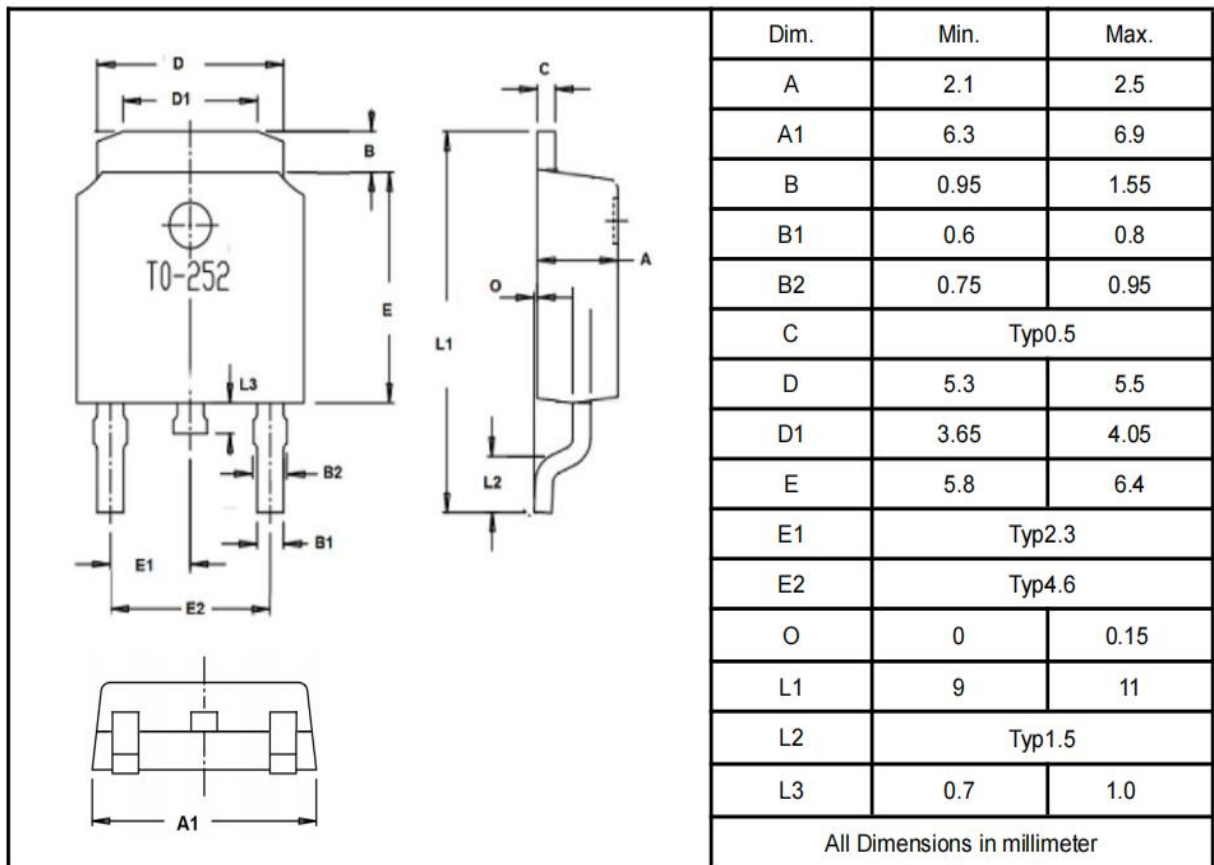 D
D1
B
TO-252
E
L3
B2
B1
E1
E2
A1
C
A
O
L1
L2
Dim. Min. Max.
A 2.1 2.5
A1 6.3 6.9
B 0.95 1.55
B1 0.6 0.8
B2 0.75 0.95
C Typ0.5
D 5.3 5.5
D1 3.65 4.05
E 5.8 6.4
E1 Typ2.3
E2 Typ4.6
O 0 0.15
L1 9 11
L2 Typ1.5
L3 0.7 1.0
All Dimensions in millimeter